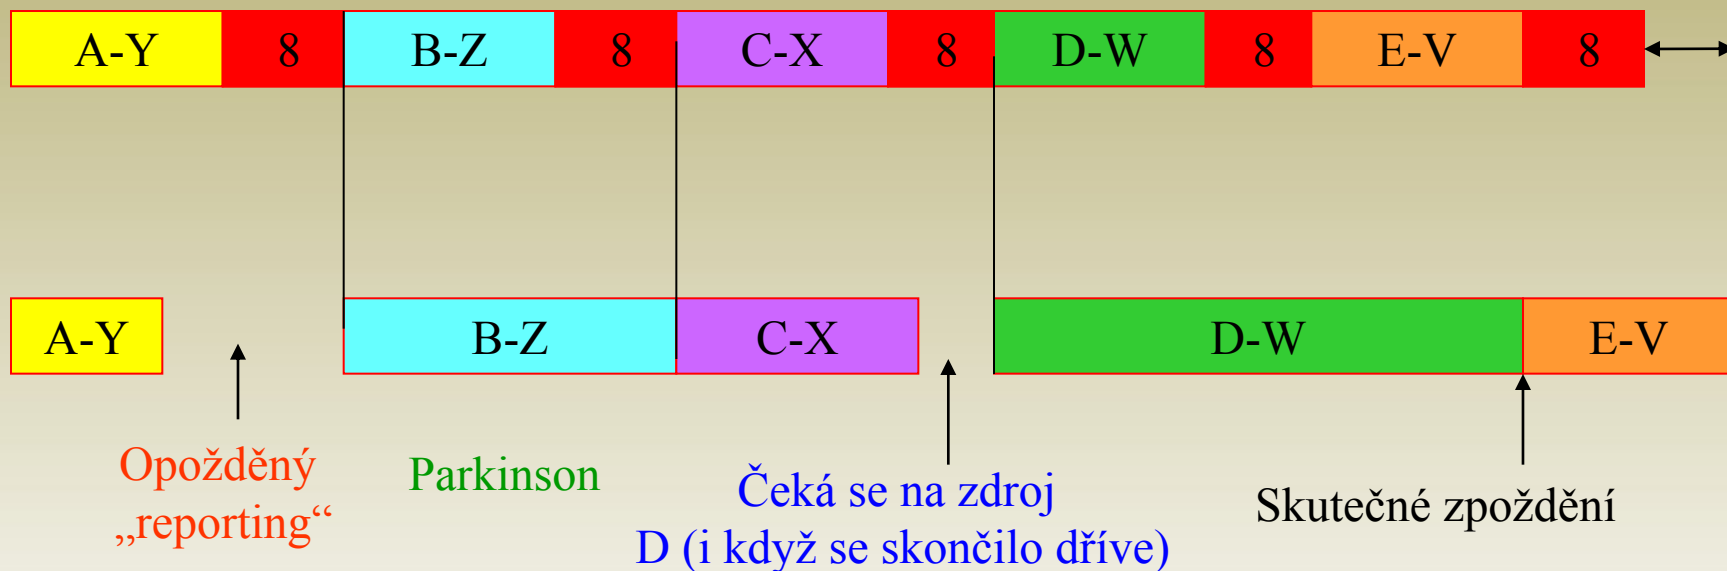 A-Y 8 B-Z 8 C-X 8 D-W 8 E-V 8
A-Y B-Z C-X D-W E-V
Opožděný
„reporting“
Parkinson
Čeká se na zdroj
D (i když se skončilo dříve)
Skutečné zpoždění